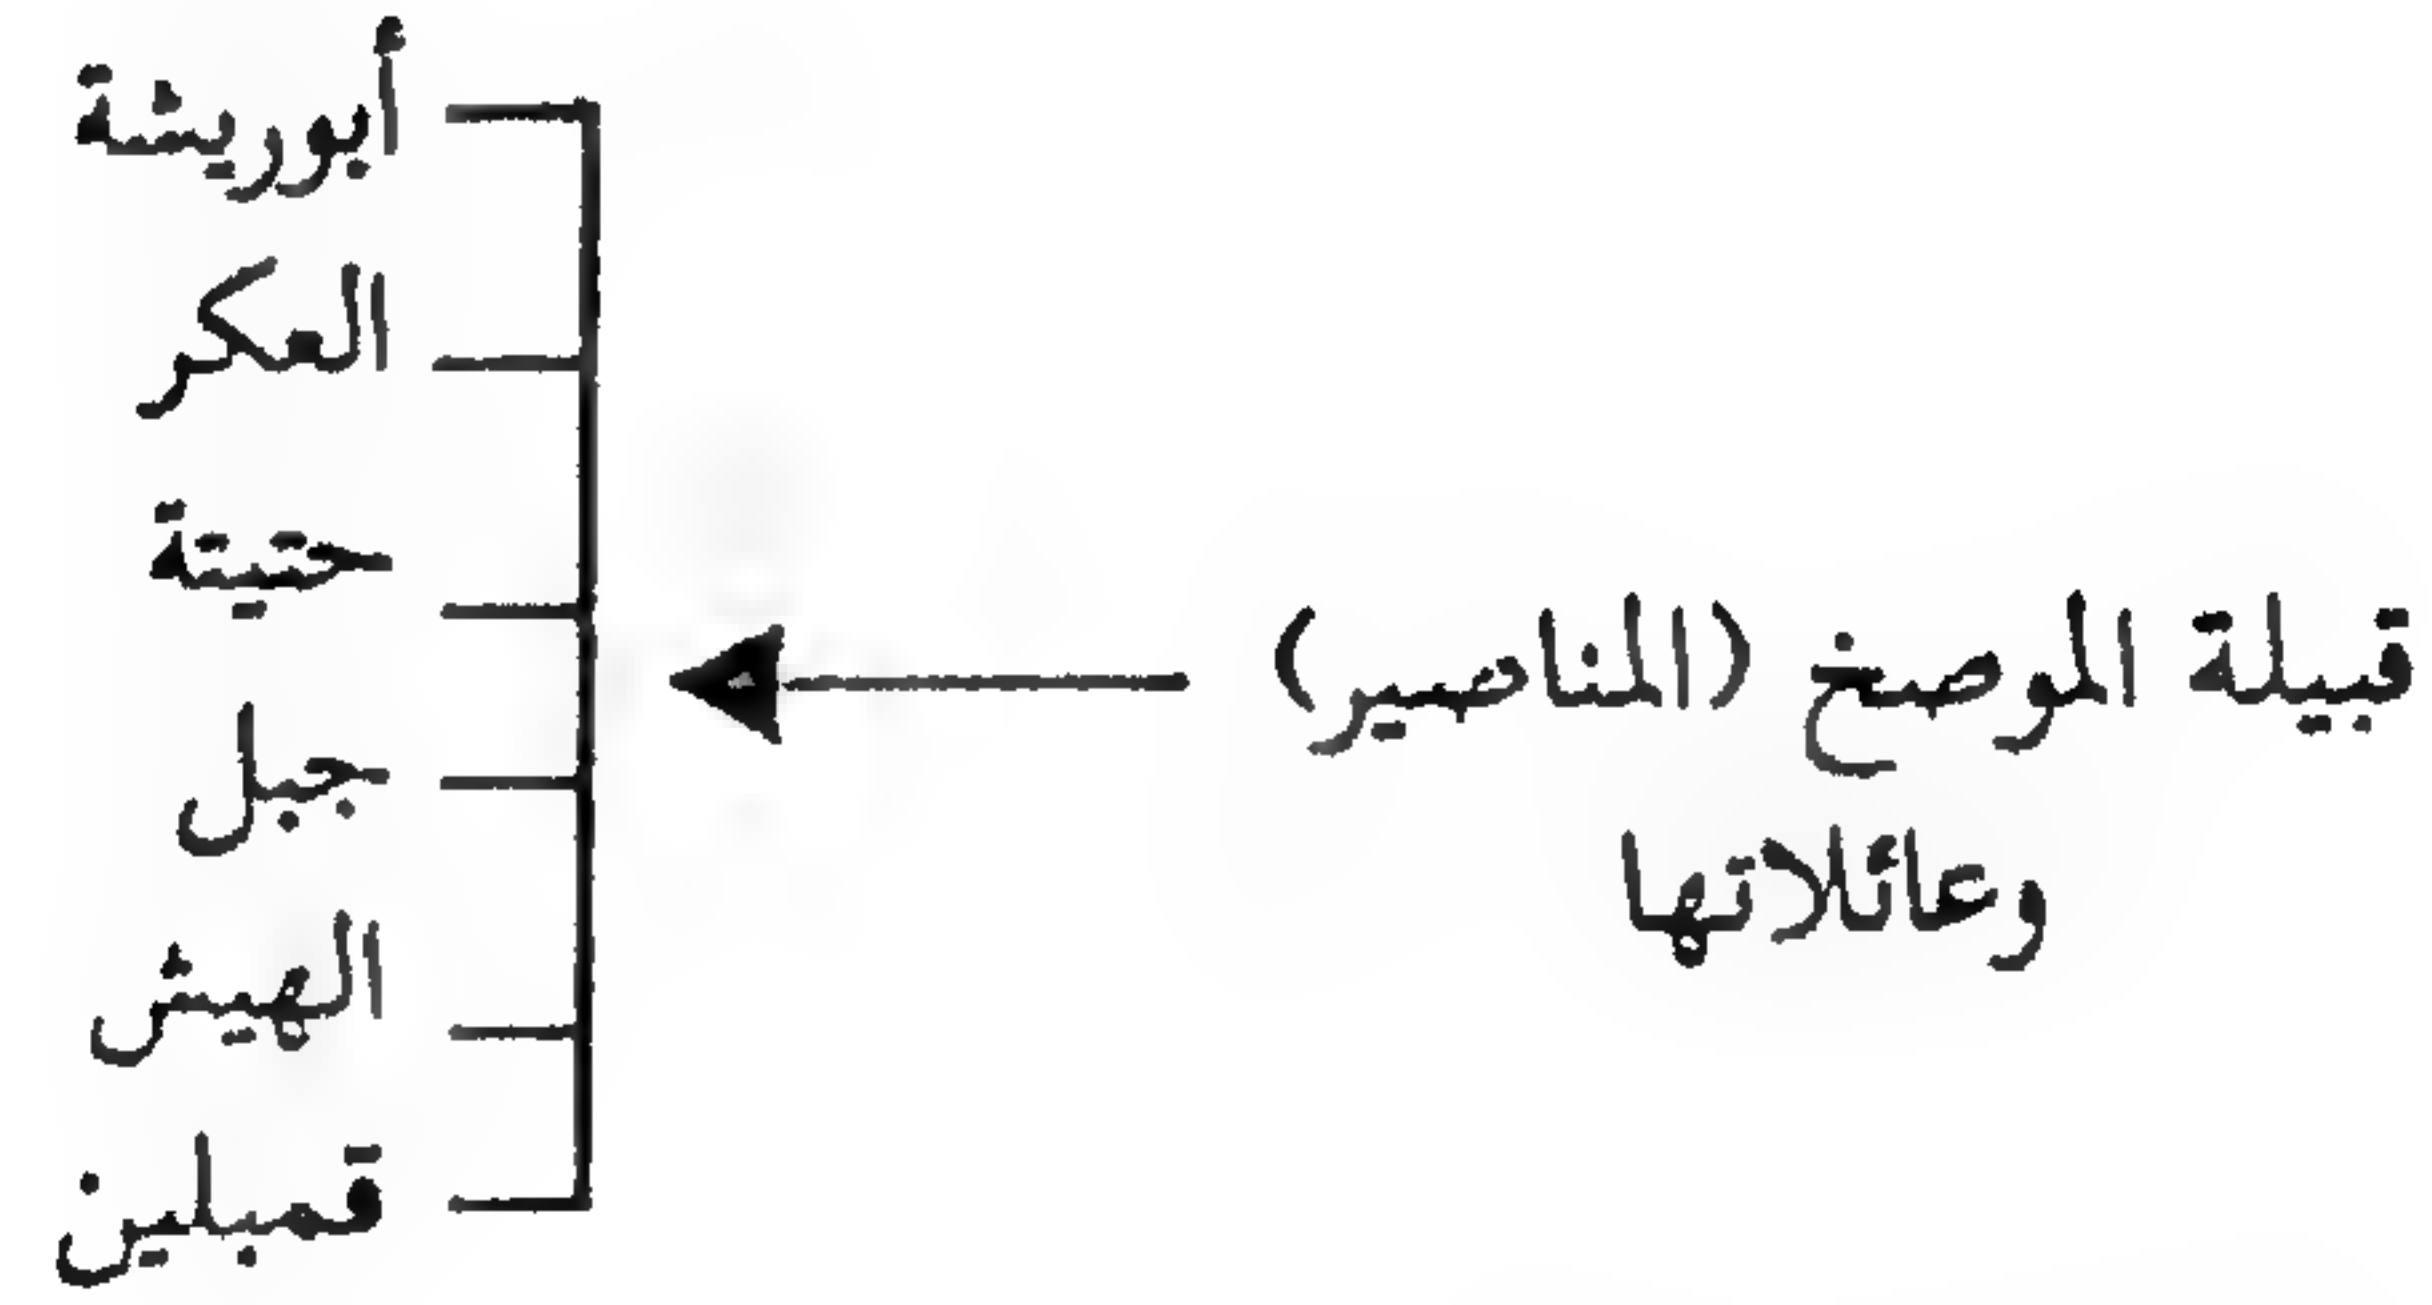 قبيلة الموصخ (المناصير)
وعائلاتها
أبوريشة
العكر
حتيتة
جبل
الهيش
قمبلين